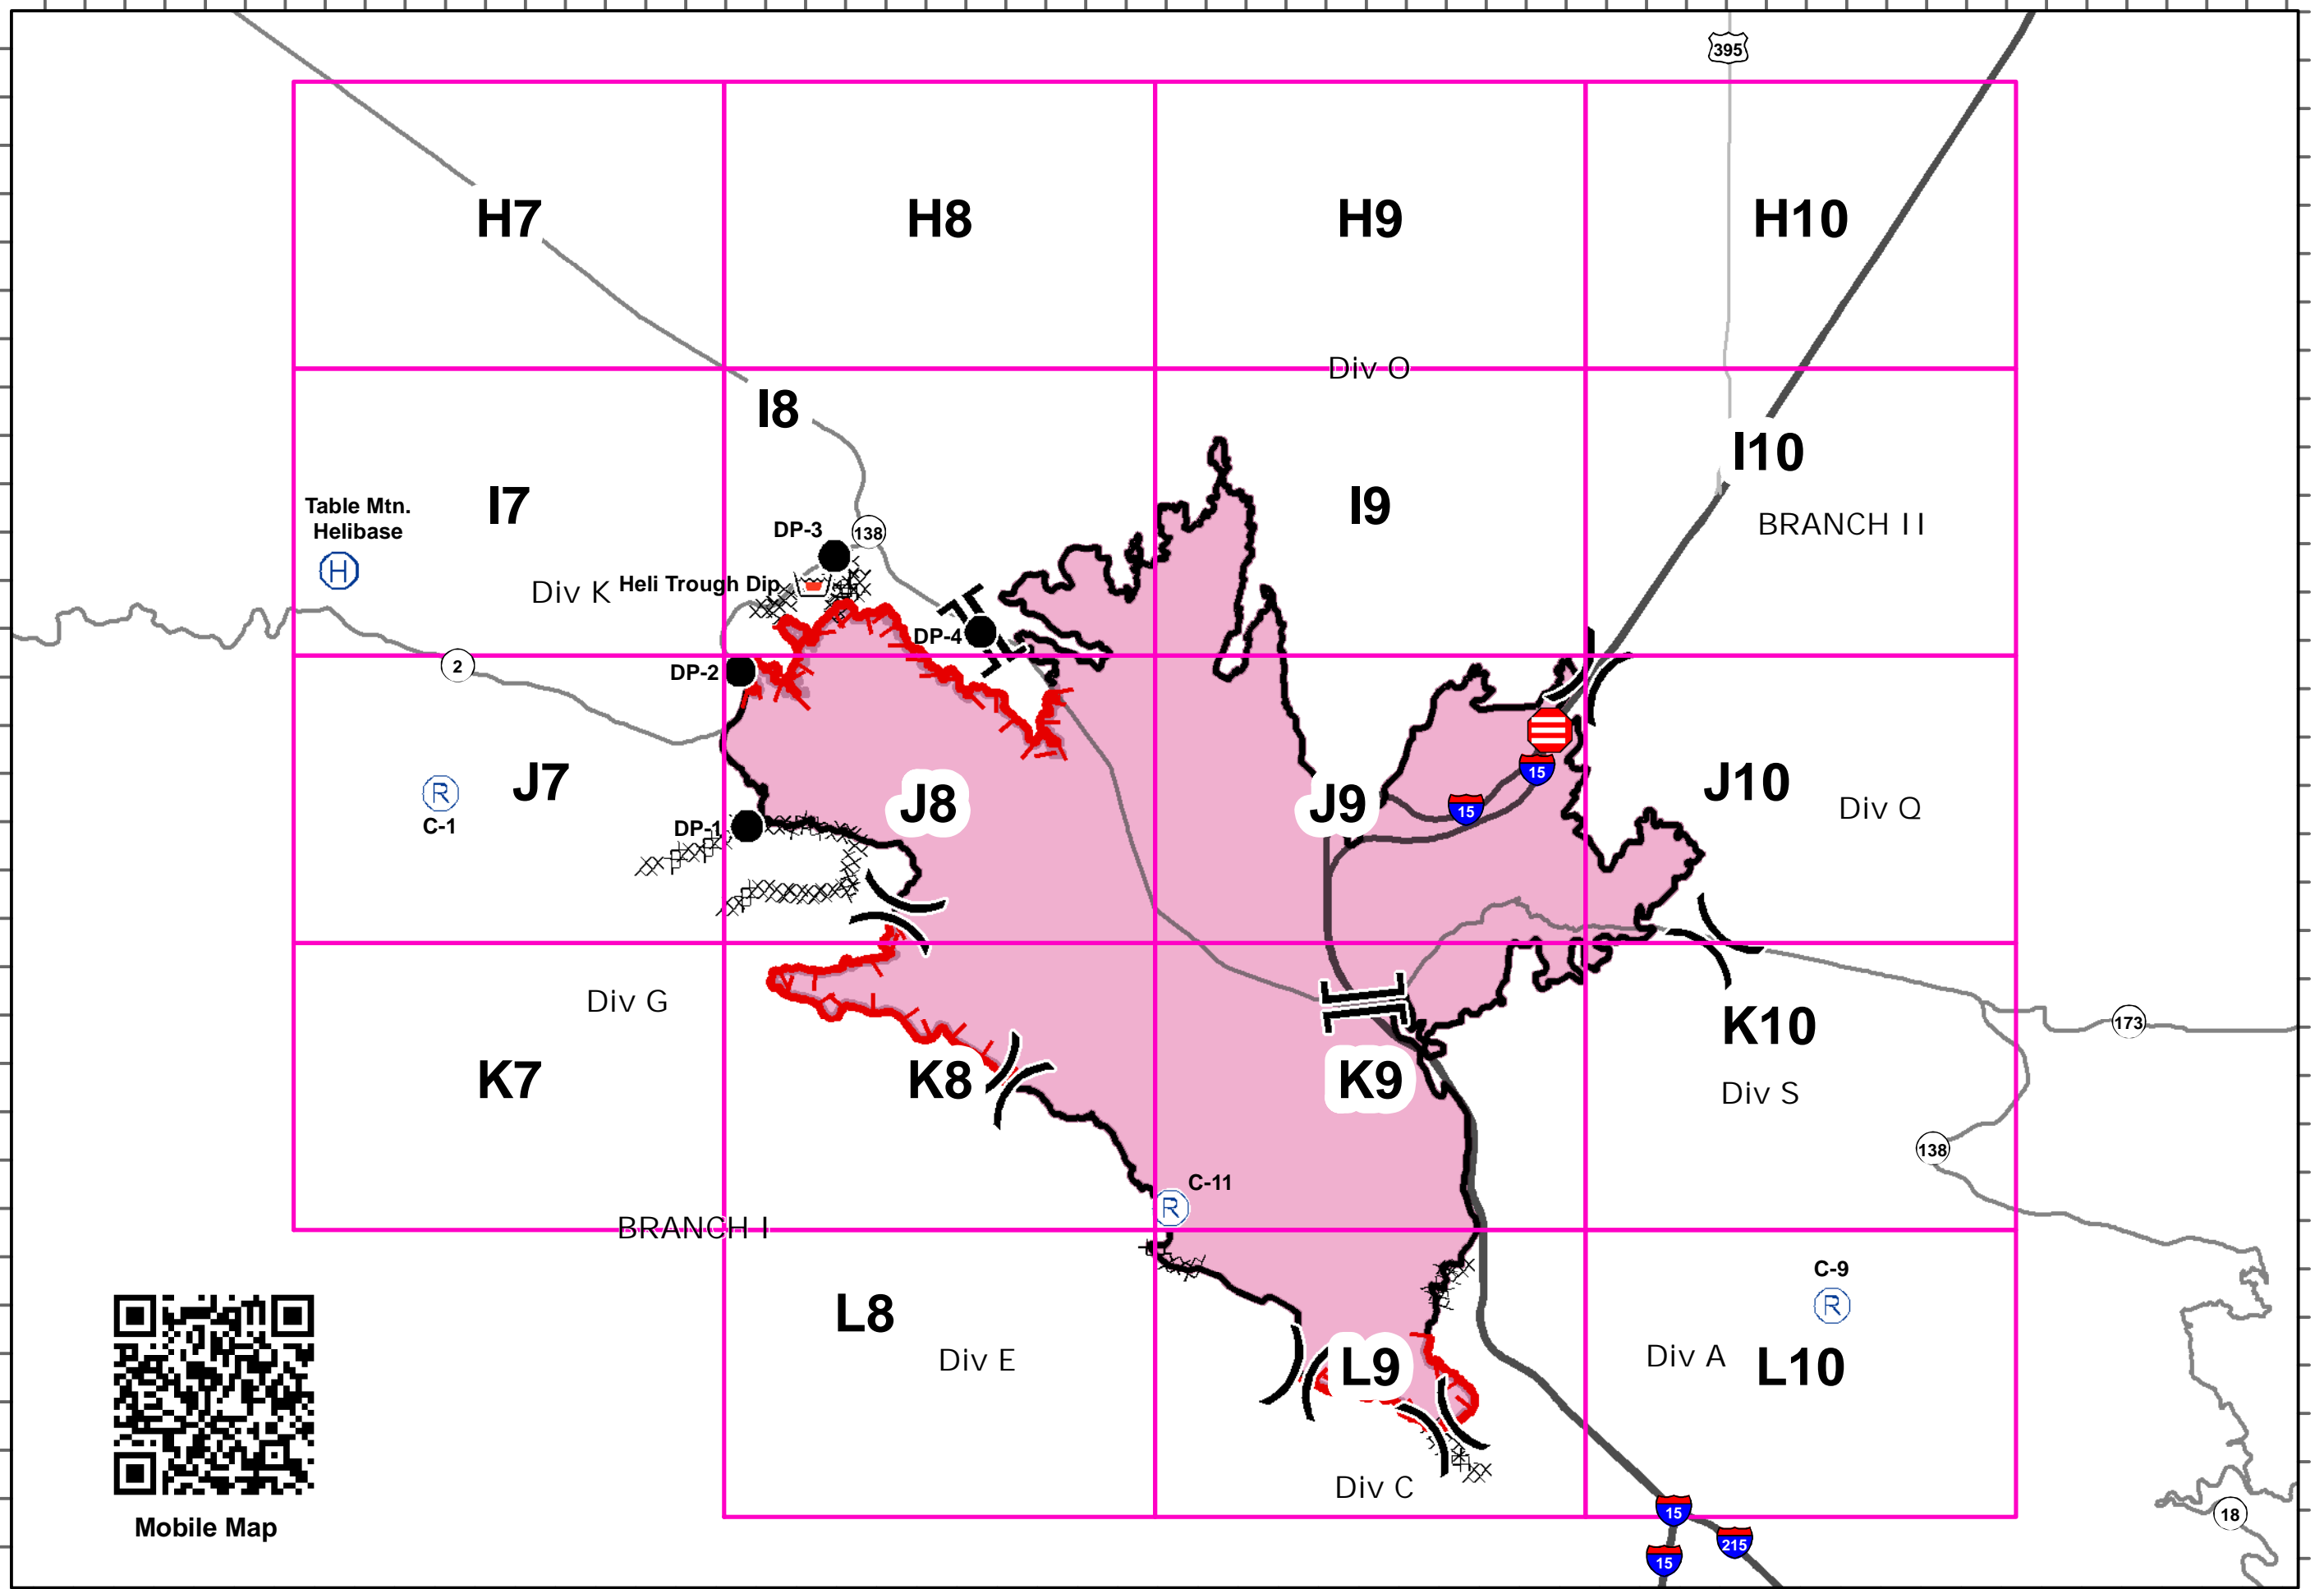 395
H7
H8
H9
H10
Div O
I8
I10
Table Mtn.
Helibase
H
I7
I9
BRANCH II
DP-3
138
Div K
Heli Trough Dip
DP-4
2
DP-2
15
J7
J8
J9
J10
R
C-1
15
Div Q
DP-1
Div G
K10
173
K7
K8
K9
Div S
138
C-11
R
BRANCH I
C-9
R
L8
Div E
L9
Div A
L10
Div C
15
18
Mobile Map
215
15